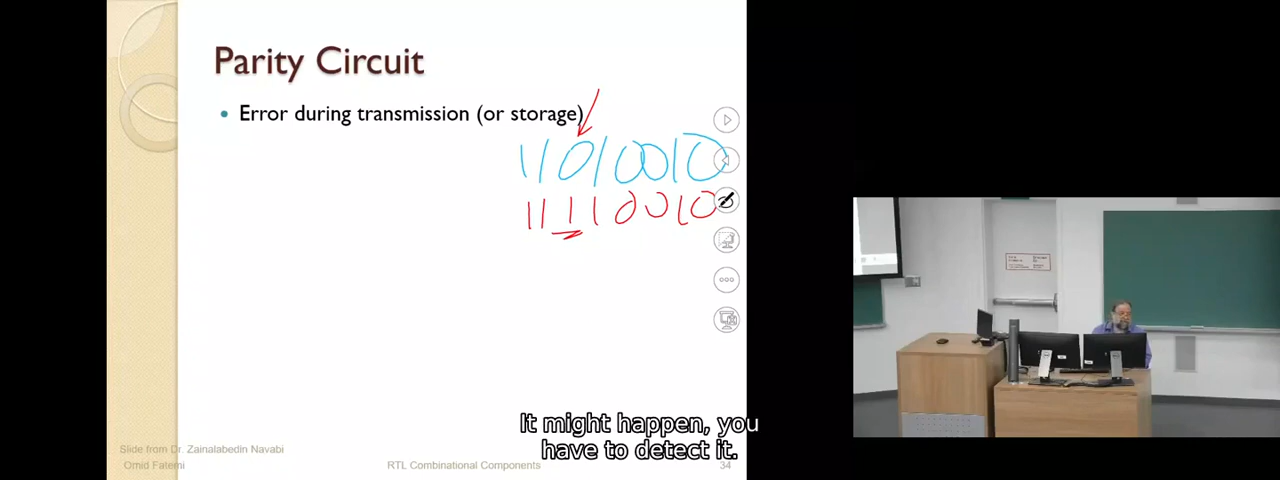 Parity Circuit
• Error during transmission (or storage)
11010010
11110010
It might happen, you
have to detect it.
Slide from Dr. Zainalabedin Navabi
Omid Fatemi RTL Combinational Components 34